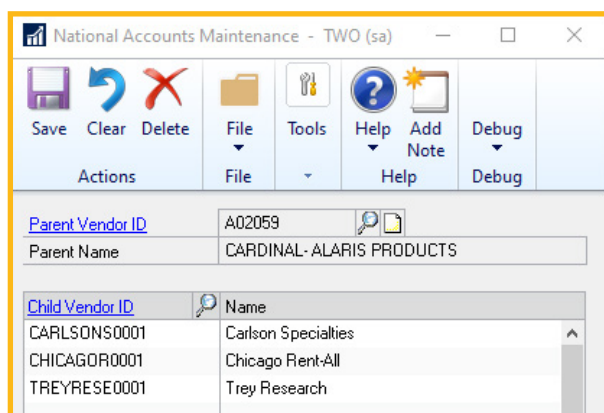 National Accounts Maintenance - TWO (sa)
Save Clear Delete File Tools Help Add Note Debug
Actions File Help Debug
Parent Vendor ID A02059
Parent Name CARDINAL-ALARIS PRODUCTS
Child Vendor ID Name
CARLSONS0001 Carlson Specialties
CHICAGOR0001 Chicago Rent-All
TREYRESE0001 Trey Research